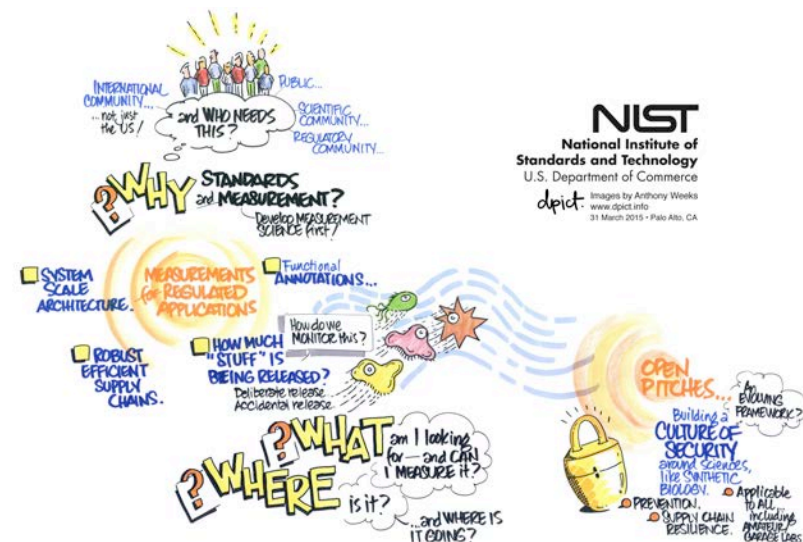 INTERNATIONAL
COMMUNITY...
...not just
the US!
PUBLIC...
and WHO NEEDS
THIS?
SCIENTIFIC
COMMUNITY...
REGULATORY
COMMUNITY...
NIST
National Institute of
Standards and Technology
U.S. Department of Commerce
dpict. Images by Anthony Weeks
www.dpict.info
31 March 2015 • Palo Alto, CA
? WHY STANDARDS
and MEASUREMENT?
Develop MEASUREMENT
SCIENCE first!
SYSTEM
SCALE
ARCHITECTURE.
MEASUREMENTS
for REGULATED
APPLICATIONS
Functional
ANNOTATIONS...
ROBUST
EFFICIENT
SUPPLY
CHAINS.
HOW MUCH
"STUFF" IS
BEING RELEASED?
Deliberate release
Accidental release
How do we
MONITOR this?
? WHAT am I looking
for — and CAN
I MEASURE it?
? WHERE is it?
...and WHERE IS
IT GOING?
OPEN
PITCHES...
AN
EVOLVING
FRAMEWORK?
Building a
CULTURE OF
SECURITY
around sciences,
like SYNTHETIC
BIOLOGY.
PREVENTION.
SUPPLY CHAIN
RESILIENCE.
Applicable
to ALL...
including
AMATEUR/
GARAGE LABS